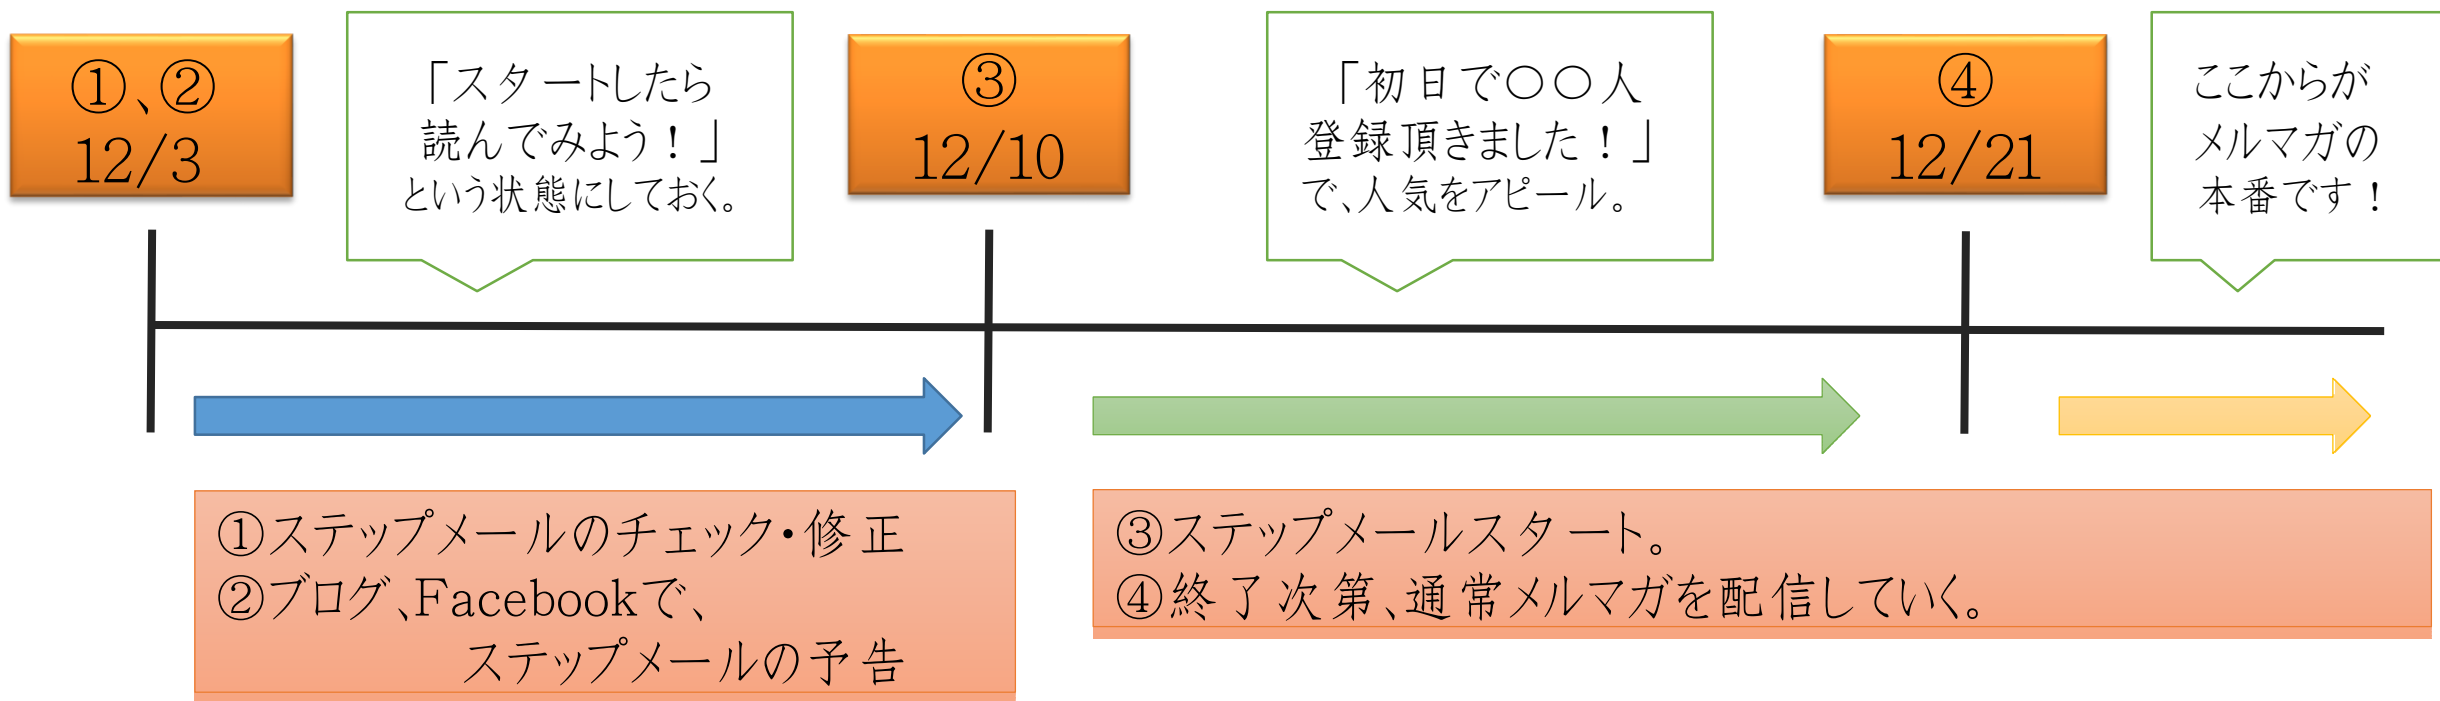 ①、②
12/3
「スタートしたら
読んでみよう！」
という状態にしておく。
③
12/10
「初日で〇〇人
登録頂きました！」
で、人気をアピール。
④
12/21
ここからが
メルマガの
本番です！
①ステップメールのチェック・修正
②ブログ、Facebookで、
ステップメールの予告
③ステップメールスタート。
④終了次第、通常メルマガを配信していく。